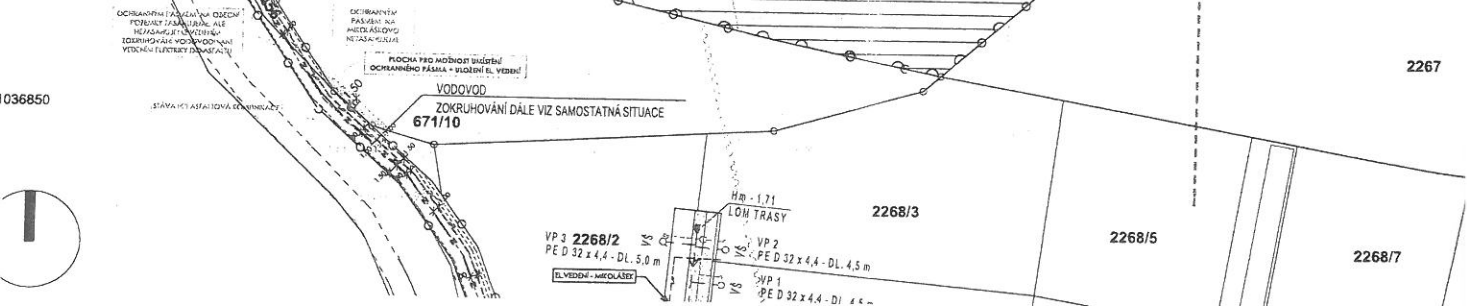 OCHRANNÝM
PÁSMEM NA
MIKOLÁŠKOVO
NEZASAHUJEME
PLOCHA PRO MOŽNOST UMÍSTĚNÍ
OCHRANNÉHO PÁSMA + ULOŽENÍ EL. VEDENÍ
2267
1036850
VODOVOD
ZOKRUHOVÁNÍ DÁLE VIZ SAMOSTATNÁ SITUACE
671/10
Hm - 1,71
LOM TRASY
2268/3
2268/5
2268/7
VP 3 2268/2
PE D 32 x 4,4 - DL. 5,0 m
VŠ
VŠ
VP 2
PE D 32 x 4,4 - DL. 4,5 m
EL.VEDENÍ - MIKOLÁŠEK
VŠ
VP 1
PE D 32 x 4,4 - DL. 4,5 m